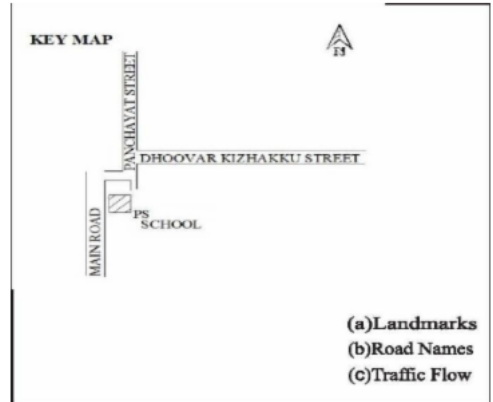 KEY MAP
PANCHAYAT STREET
DHOOVAR KIZHAKKU STREET
MAIN ROAD
PS
SCHOOL
(a)Landmarks
(b)Road Names
(c)Traffic Flow